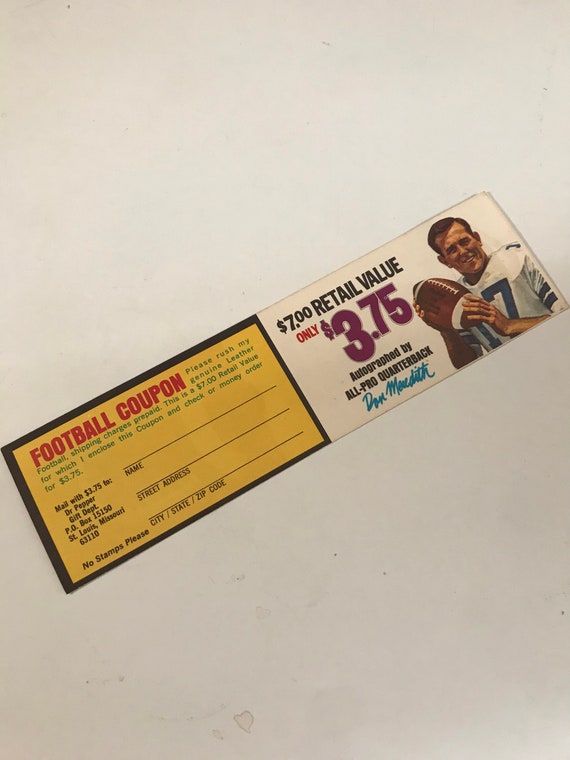 FOOTBALL COUPON Please rush my
genuine Leather
Football, shipping charges prepaid. This is a $7.00 Retail Value
for which I enclose this Coupon and check or money order
for $3.75.
Mail with $3.75 to:
Dr Pepper
Gift Dept.
P.O. Box 15150
St. Louis, Missouri
63110
No Stamps Please
NAME
STREET ADDRESS
CITY / STATE / ZIP CODE
$7.00 RETAIL VALUE
ONLY $3.75
Autographed by
ALL-PRO QUARTERBACK
Don Meredith
17